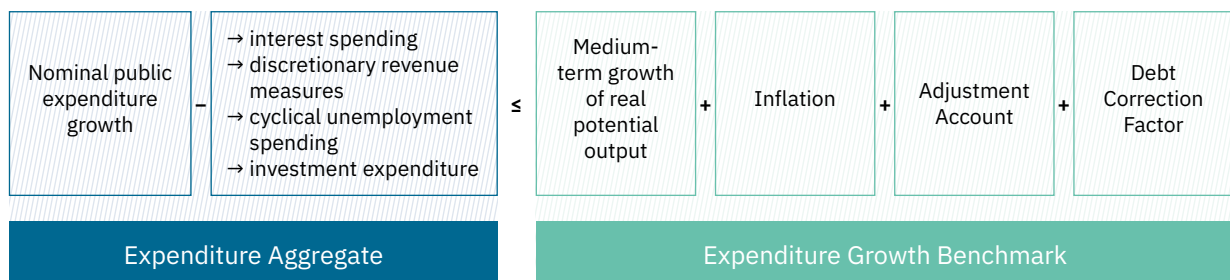 Nominal public
expenditure
growth
–
→ interest spending
→ discretionary revenue
measures
→ cyclical unemployment
spending
→ investment expenditure
≤
Medium-
term growth
of real
potential
output
+
Inflation
+
Adjustment
Account
+
Debt
Correction
Factor
Expenditure Aggregate
Expenditure Growth Benchmark